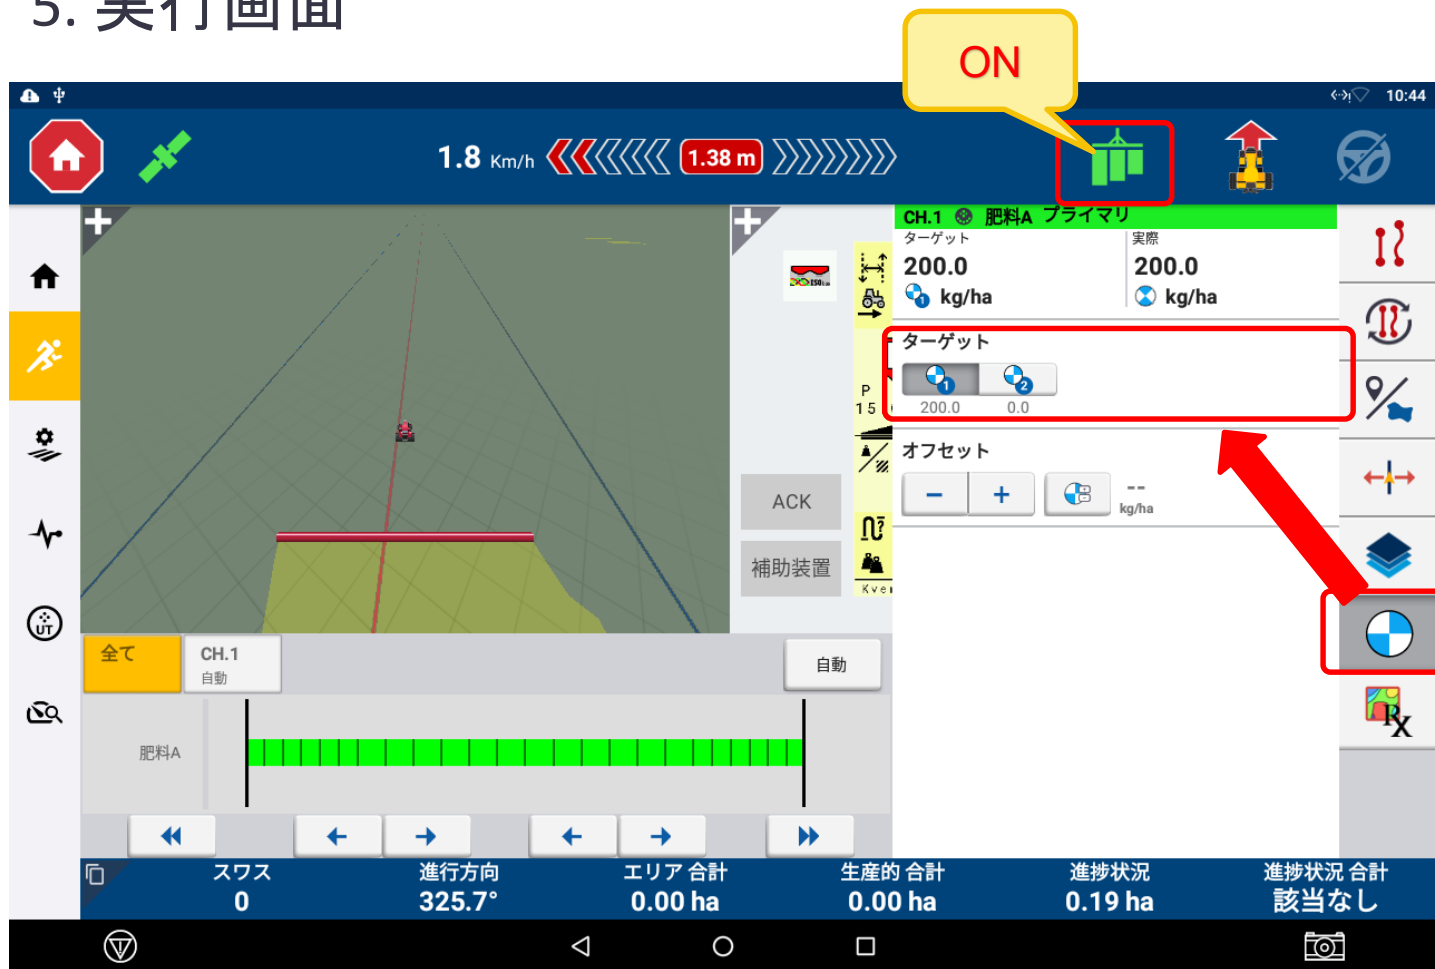 5. 実行画面
ON
10:44
1.8 Km/h
1.38 m
CH.1 肥料A プライマリ
ターゲット
実際
200.0
200.0
1 kg/ha
kg/ha
ISO
ターゲット
1
2
P
15
200.0
0.0
オフセット
- +
--
kg/ha
ACK
補助装置
?
UT
全て
CH.1
自動
自動
肥料A
Rx
スワス
進行方向
エリア 合計
生産的 合計
進捗状況
進捗状況 合計
0
325.7°
0.00 ha
0.00 ha
0.19 ha
該当なし